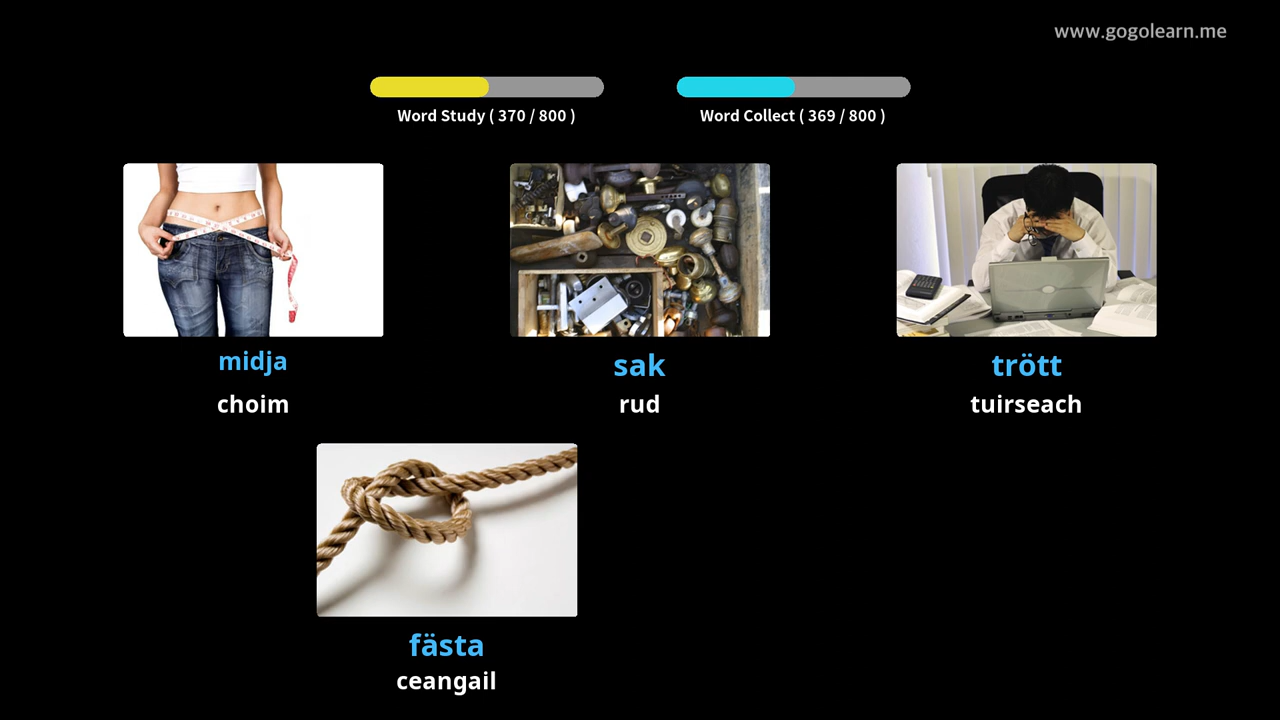 www.gogolearn.me
Word Study ( 370 / 800 )
Word Collect ( 369 / 800 )
midja
choim
sak
rud
trött
tuirseach
fästa
ceangail